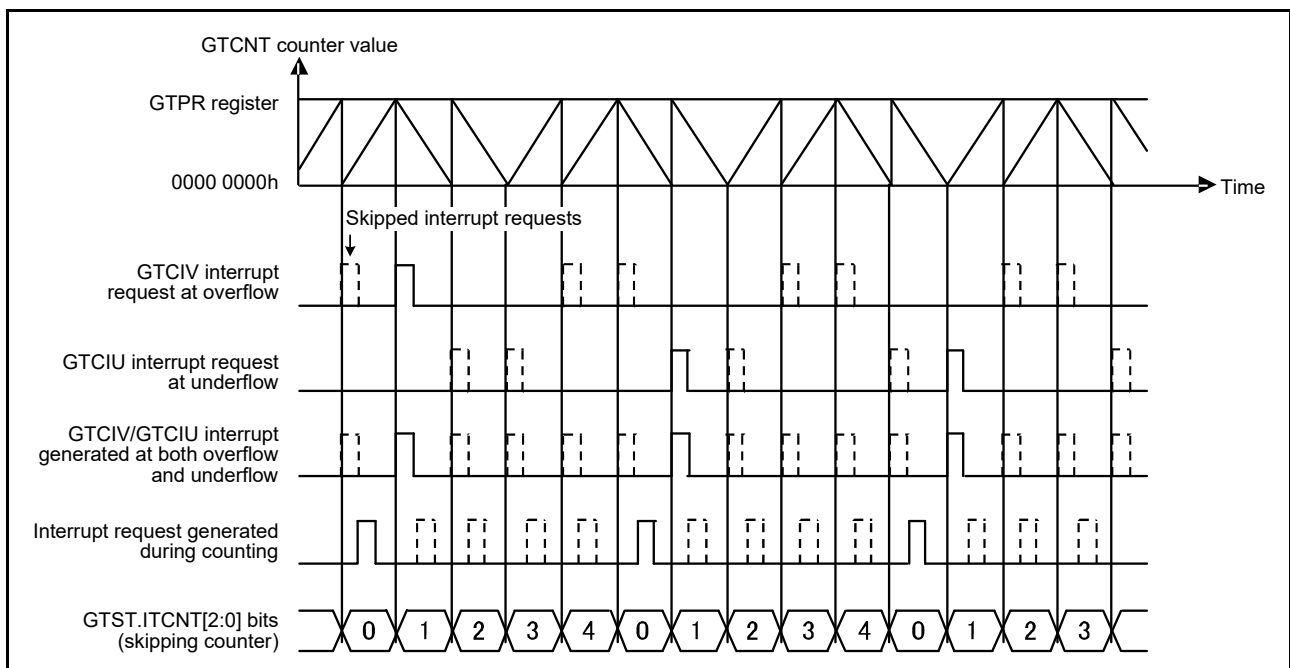 GTCNT counter value
GTPR register
0000 0000h
Time
Skipped interrupt requests
GTCIV interrupt
request at overflow
GTCIU interrupt request
at underflow
GTCIV/GTCIU interrupt
generated at both overflow
and underflow
Interrupt request generated
during counting
GTST.ITCNT[2:0] bits
(skipping counter)
0 1 2 3 4 0 1 2 3 4 0 1 2 3